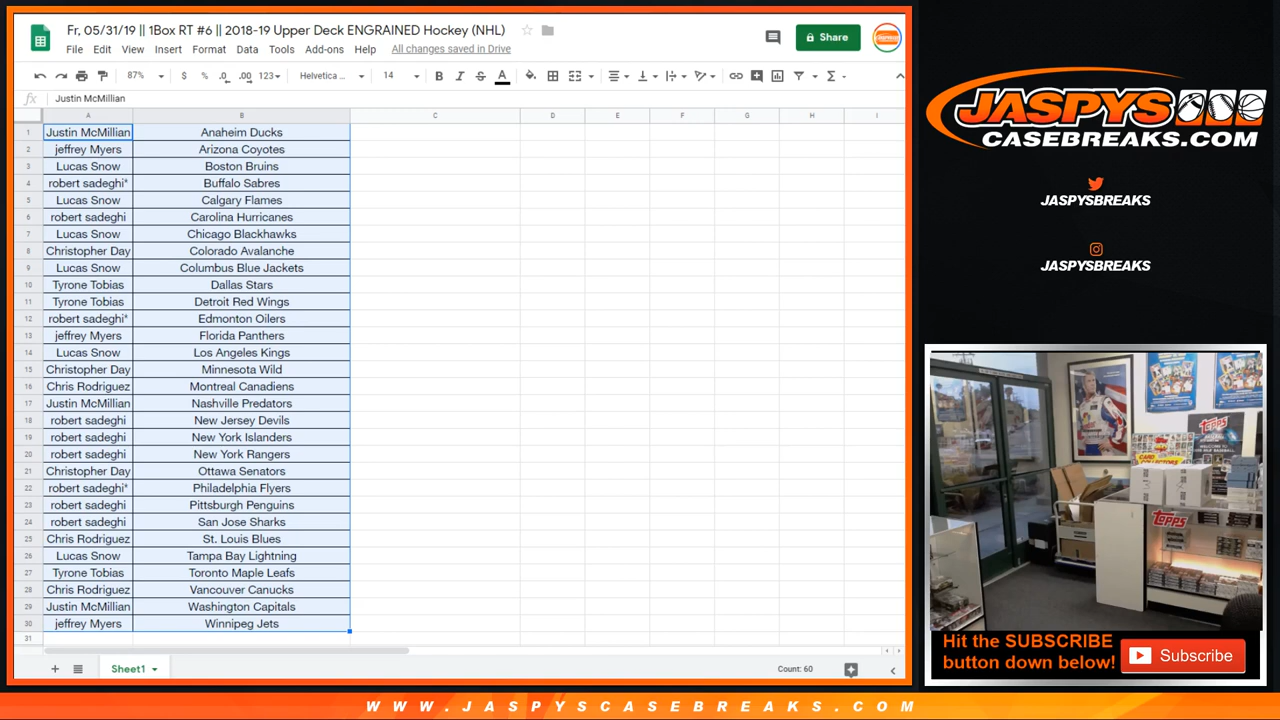 Fr, 05/31/19 || 1Box RT #6 || 2018-19 Upper Deck ENGRAINED Hockey (NHL)
File Edit View Insert Format Data Tools Add-ons Help All changes saved in Drive
Share
87% $ % .0 .00 123 Helvetica ... 14 B I S A
fx Justin McMillian
A B C D E F G H I
1 Justin McMillian Anaheim Ducks
2 jeffrey Myers Arizona Coyotes
3 Lucas Snow Boston Bruins
4 robert sadeghi* Buffalo Sabres
5 Lucas Snow Calgary Flames
6 robert sadeghi Carolina Hurricanes
7 Lucas Snow Chicago Blackhawks
8 Christopher Day Colorado Avalanche
9 Lucas Snow Columbus Blue Jackets
10 Tyrone Tobias Dallas Stars
11 Tyrone Tobias Detroit Red Wings
12 robert sadeghi* Edmonton Oilers
13 jeffrey Myers Florida Panthers
14 Lucas Snow Los Angeles Kings
15 Christopher Day Minnesota Wild
16 Chris Rodriguez Montreal Canadiens
17 Justin McMillian Nashville Predators
18 robert sadeghi New Jersey Devils
19 robert sadeghi New York Islanders
20 robert sadeghi New York Rangers
21 Christopher Day Ottawa Senators
22 robert sadeghi* Philadelphia Flyers
23 robert sadeghi Pittsburgh Penguins
24 robert sadeghi San Jose Sharks
25 Chris Rodriguez St. Louis Blues
26 Lucas Snow Tampa Bay Lightning
27 Tyrone Tobias Toronto Maple Leafs
28 Chris Rodriguez Vancouver Canucks
29 Justin McMillian Washington Capitals
30 jeffrey Myers Winnipeg Jets
31
Sheet1
Count: 60
JASPYS
CASEBREAKS.COM
JASPYSBREAKS
JASPYSBREAKS
TOPPS
TOPPS
Hit the SUBSCRIBE
button down below!
Subscribe
WWW.JASPYSCASEBREAKS.COM